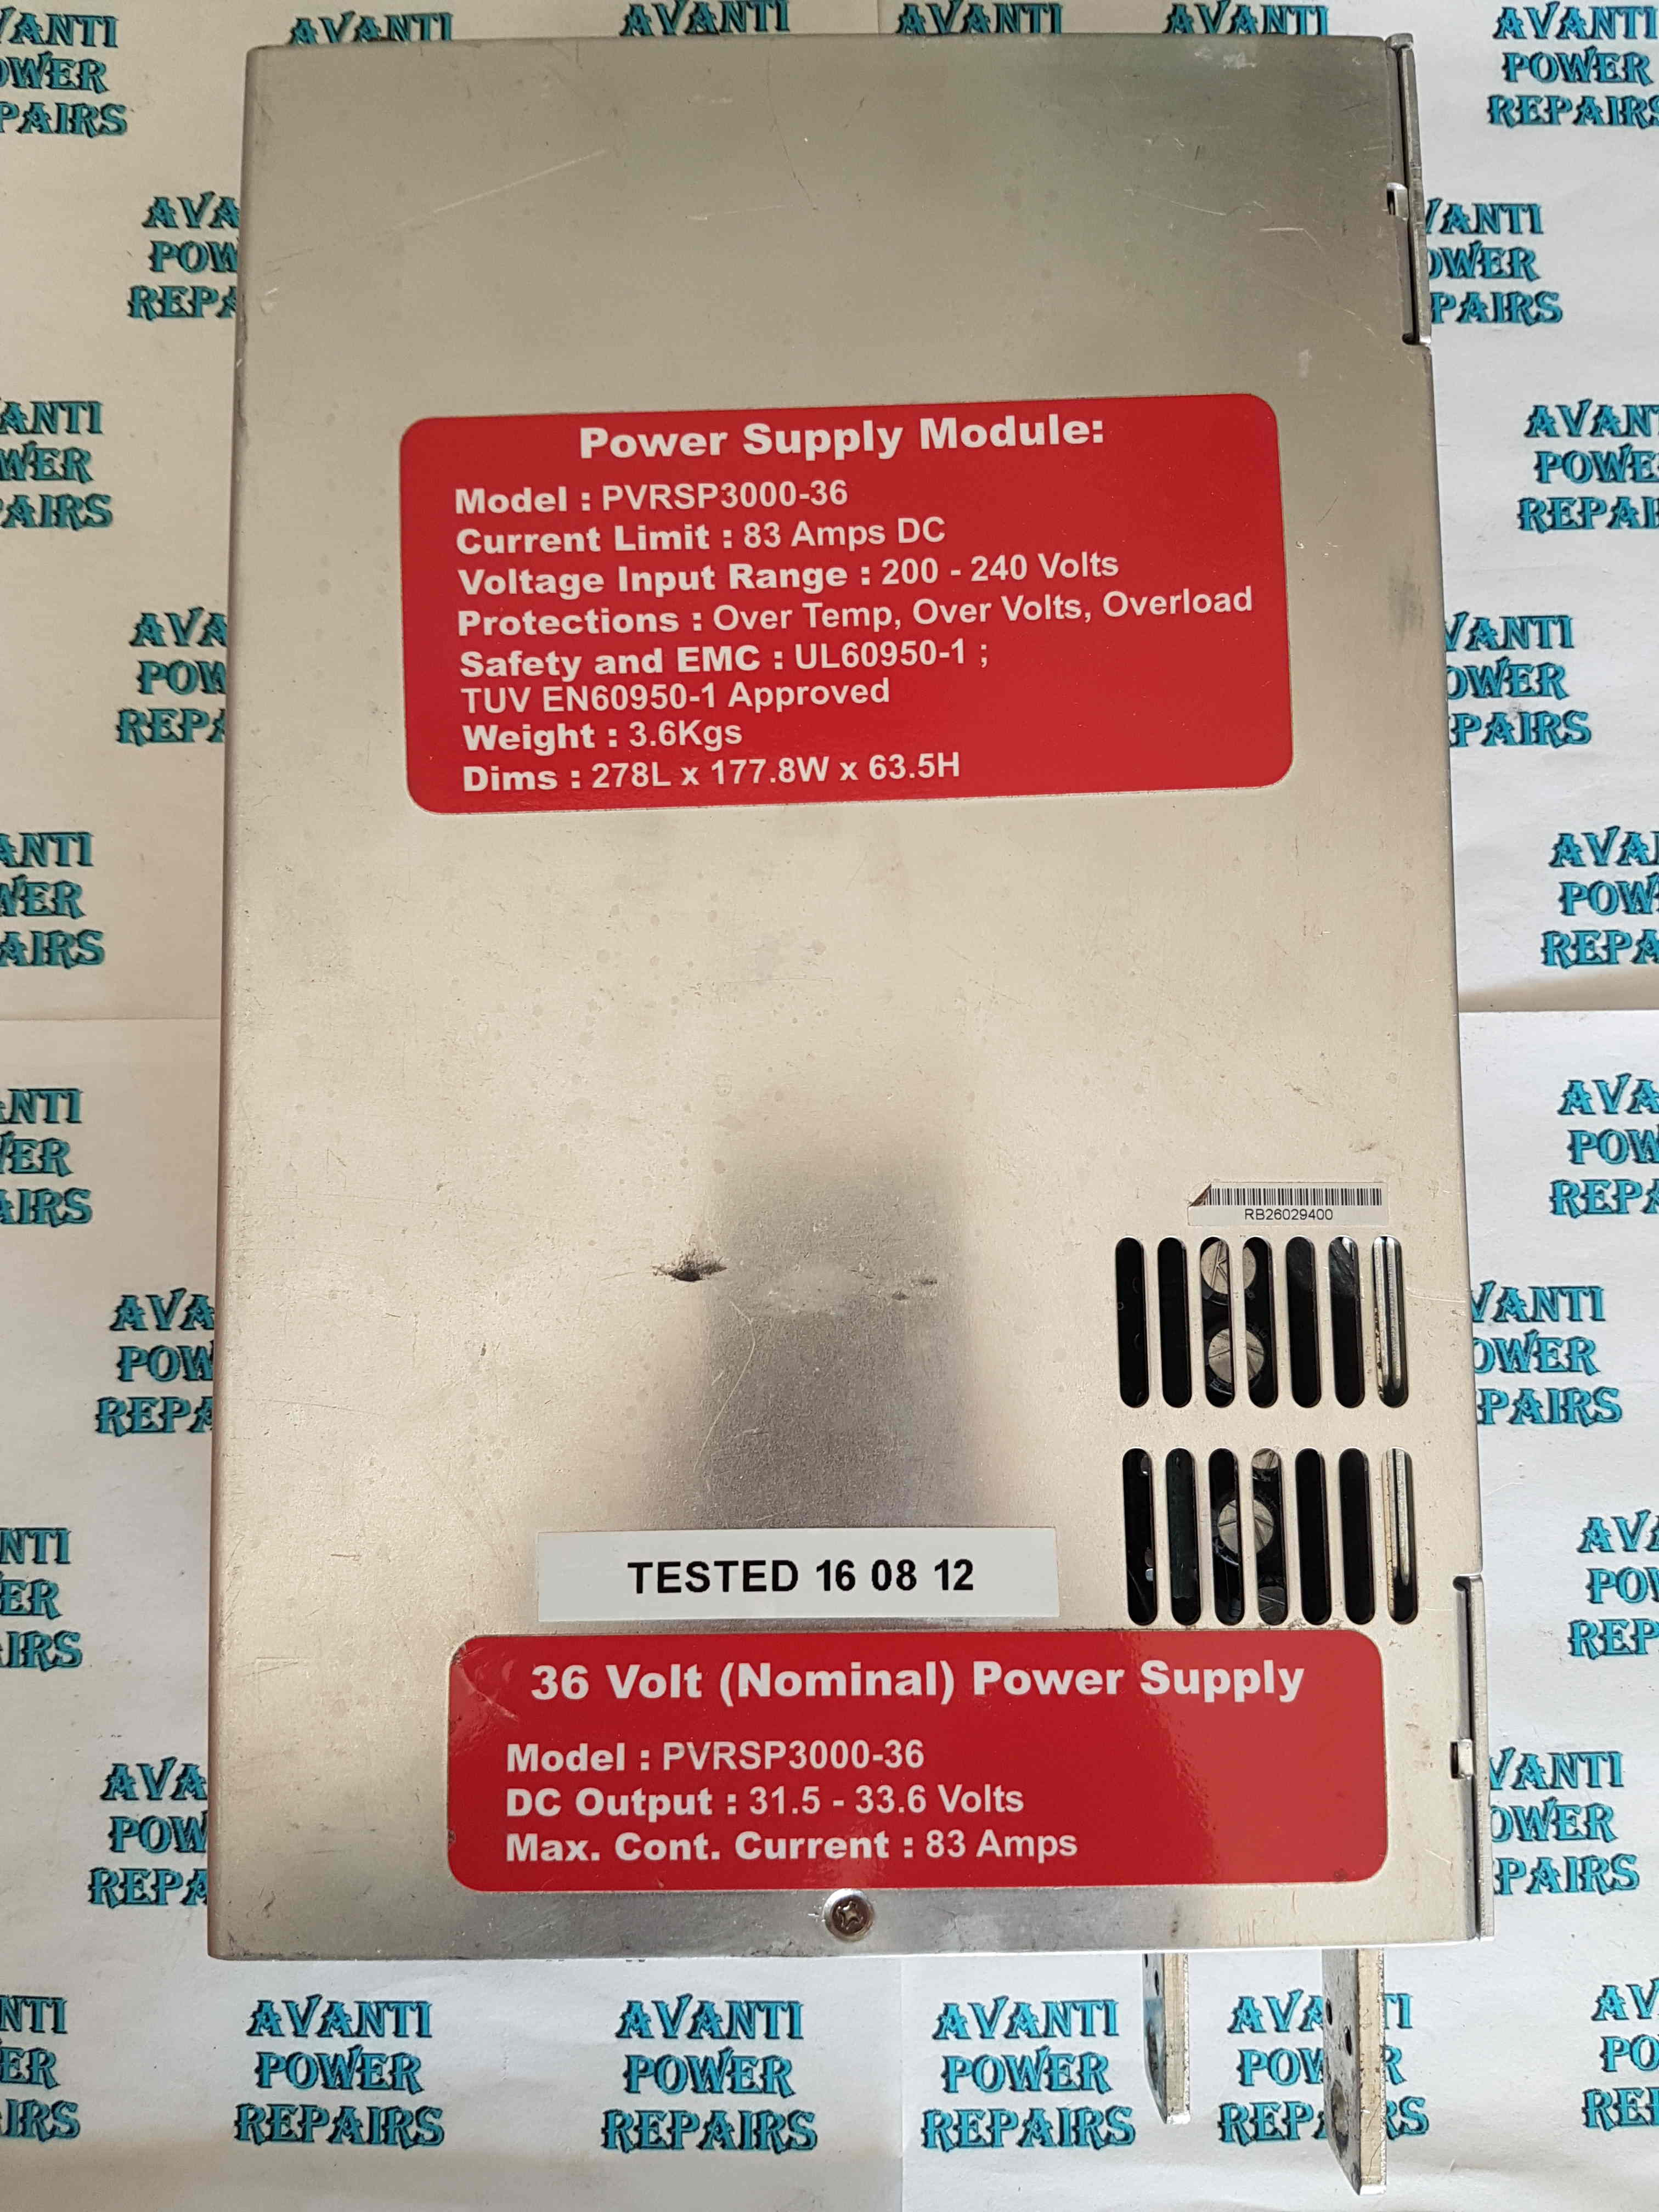 AVANTI
POWER
REPAIRS
Power Supply Module:
Model : PVRSP3000-36
Current Limit : 83 Amps DC
Voltage Input Range : 200 - 240 Volts
Protections : Over Temp, Over Volts, Overload
Safety and EMC : UL60950-1 ;
TUV EN60950-1 Approved
Weight : 3.6Kgs
Dims : 278L x 177.8W x 63.5H
RB26029400
TESTED 16 08 12
36 Volt (Nominal) Power Supply
Model : PVRSP3000-36
DC Output : 31.5 - 33.6 Volts
Max. Cont. Current : 83 Amps
AVANTI
POWER
REPAIRS
AVANTI
POWER
REPAIRS
AVANTI
POWER
REPAIRS